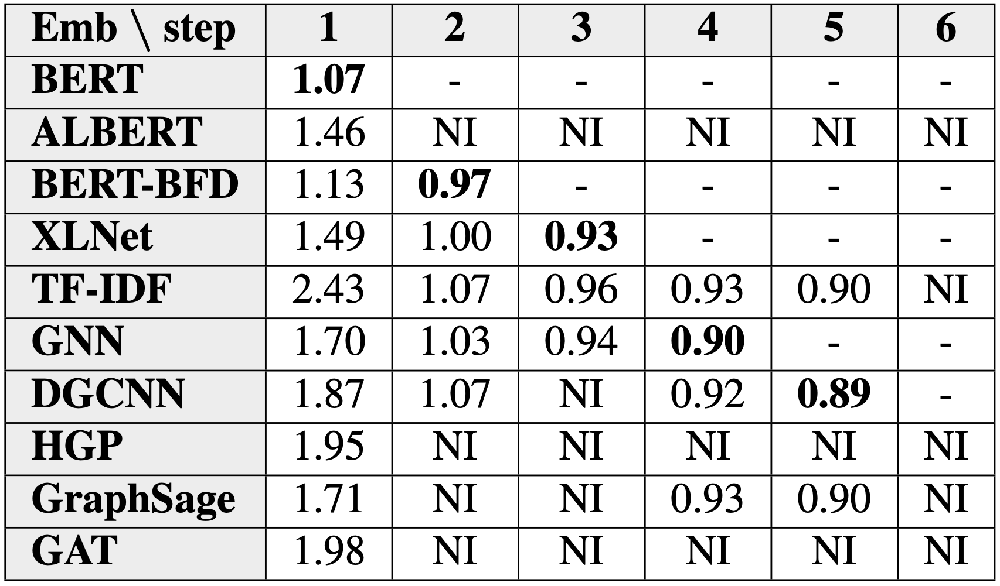 Emb \ step 1 2 3 4 5 6
BERT 1.07 - - - - -
ALBERT 1.46 NI NI NI NI NI
BERT-BFD 1.13 0.97 - - - -
XLNet 1.49 1.00 0.93 - - -
TF-IDF 2.43 1.07 0.96 0.93 0.90 NI
GNN 1.70 1.03 0.94 0.90 - -
DGCNN 1.87 1.07 NI 0.92 0.89 -
HGP 1.95 NI NI NI NI NI
GraphSage 1.71 NI NI 0.93 0.90 NI
GAT 1.98 NI NI NI NI NI